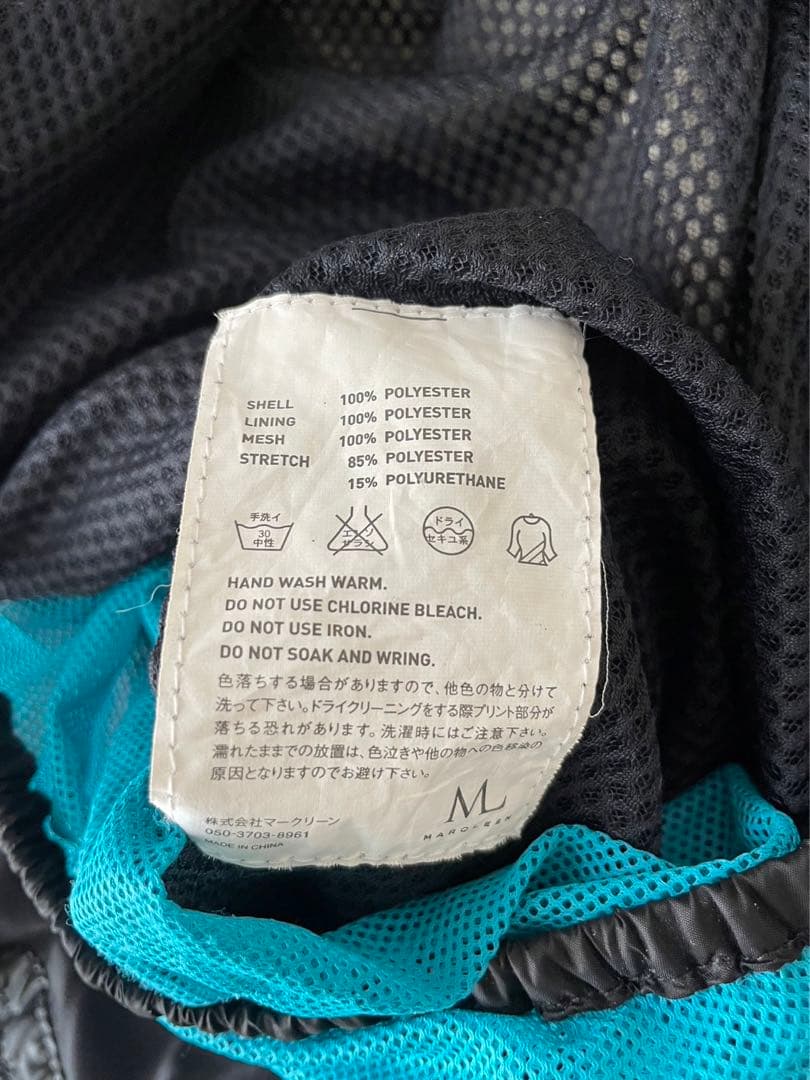 SHELL 100% POLYESTER
LINING 100% POLYESTER
MESH 100% POLYESTER
STRETCH 85% POLYESTER
15% POLYURETHANE
手洗イ
30
中性
エンソ
サラシ
ドライ
セキユ系
HAND WASH WARM.
DO NOT USE CHLORINE BLEACH.
DO NOT USE IRON.
DO NOT SOAK AND WRING.
色落ちする場合がありますので、他色の物と分けて
洗って下さい。ドライクリーニングをする際プリント部分が
落ちる恐れがあります。洗濯時にはご注意下さい。
濡れたままでの放置は、色泣きや他の物への色移染の
原因となりますのでお避け下さい。
株式会社マークリーン
050-3703-8961
MADE IN CHINA
ML